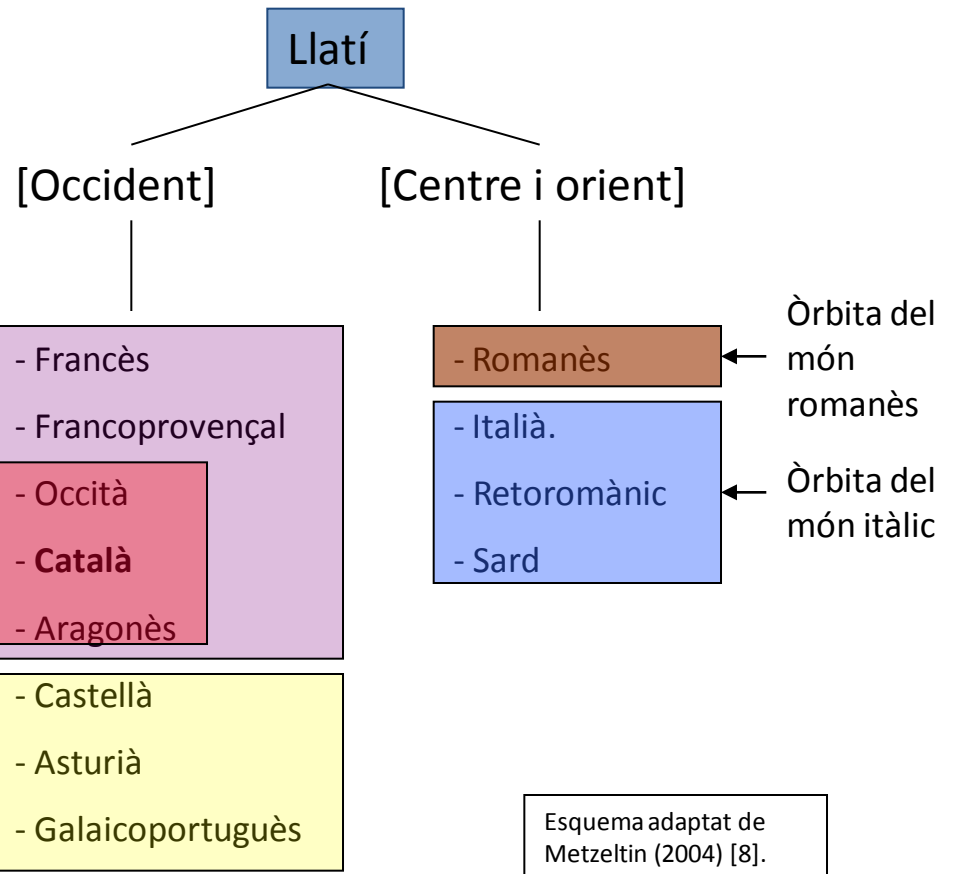 Llatí
[Occident]
[Centre i orient]
- Francès
- Francoprovençal
- Occità
- Català
- Aragonès
- Castellà
- Asturià
- Galaicoportuguès
- Romanès
- Italià.
- Retoromànic
- Sard
Òrbita del
món
romanès
Òrbita del
món itàlic
Esquema adaptat de
Metzeltin (2004) [8].